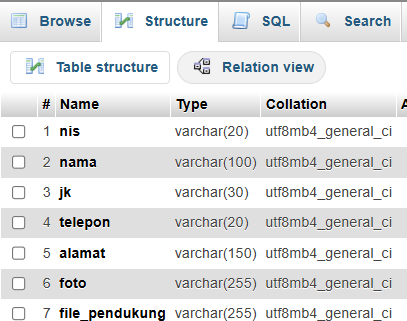 Browse Structure SQL Search
Table structure Relation view
# Name Type Collation A
1 nis varchar(20) utf8mb4_general_ci
2 nama varchar(100) utf8mb4_general_ci
3 jk varchar(30) utf8mb4_general_ci
4 telepon varchar(20) utf8mb4_general_ci
5 alamat varchar(150) utf8mb4_general_ci
6 foto varchar(255) utf8mb4_general_ci
7 file_pendukung varchar(255) utf8mb4_general_ci